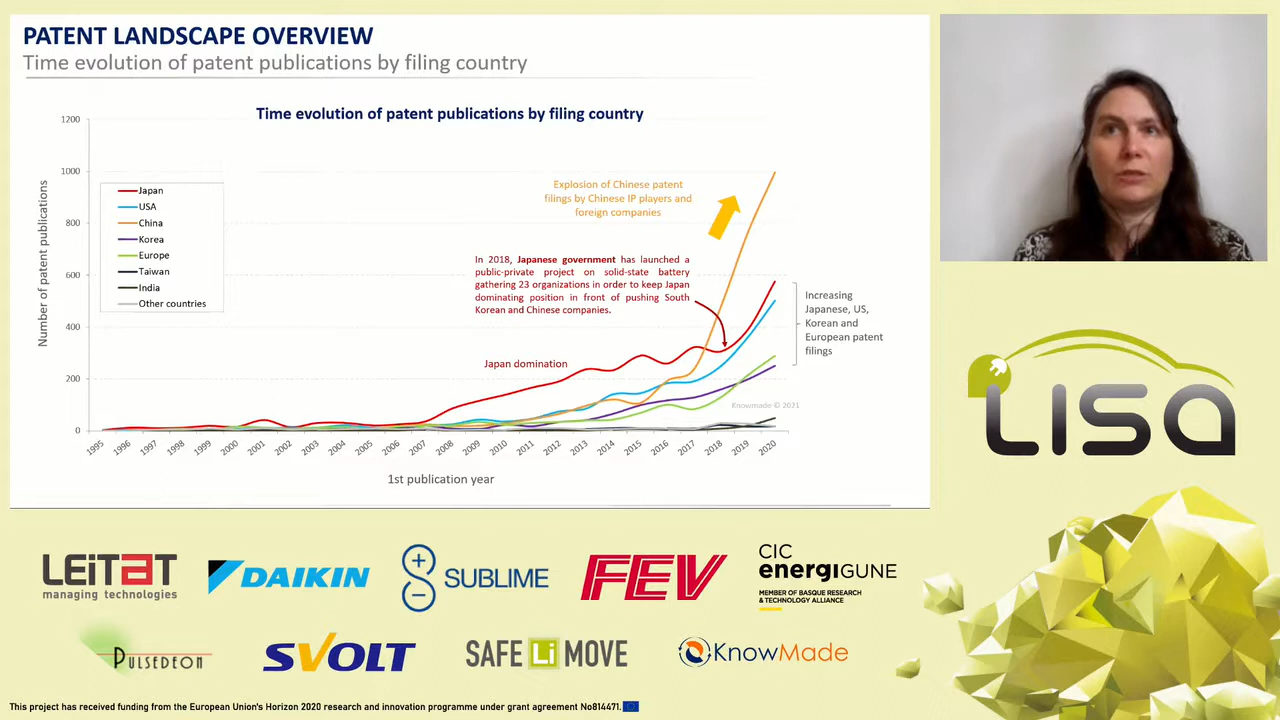 PATENT LANDSCAPE OVERVIEW
Time evolution of patent publications by filing country
Time evolution of patent publications by filing country
Number of patent publications
1200
1000
800
600
400
200
0
Japan
USA
China
Korea
Europe
Taiwan
India
Other countries
Explosion of Chinese patent
filings by Chinese IP players and
foreign companies
In 2018, Japanese government has launched a
public-private project on solid-state battery
gathering 23 organizations in order to keep Japan
dominating position in front of pushing South
Korean and Chinese companies.
Japan domination
Increasing
Japanese, US,
Korean and
European patent
filings
Knowmade © 2021
1995 1996 1997 1998 1999 2000 2001 2002 2003 2004 2005 2006 2007 2008 2009 2010 2011 2012 2013 2014 2015 2016 2017 2018 2019 2020
1st publication year
LISA
LEITAT
managing technologies
DAIKIN
SUBLIME
FEV
CIC
energiGUNE
MEMBER OF BASQUE RESEARCH
& TECHNOLOGY ALLIANCE
PULSEDEON
SVOLT
SAFE Li MOVE
KnowMade
This project has received funding from the European Union's Horizon 2020 research and innovation programme under grant agreement No814471.